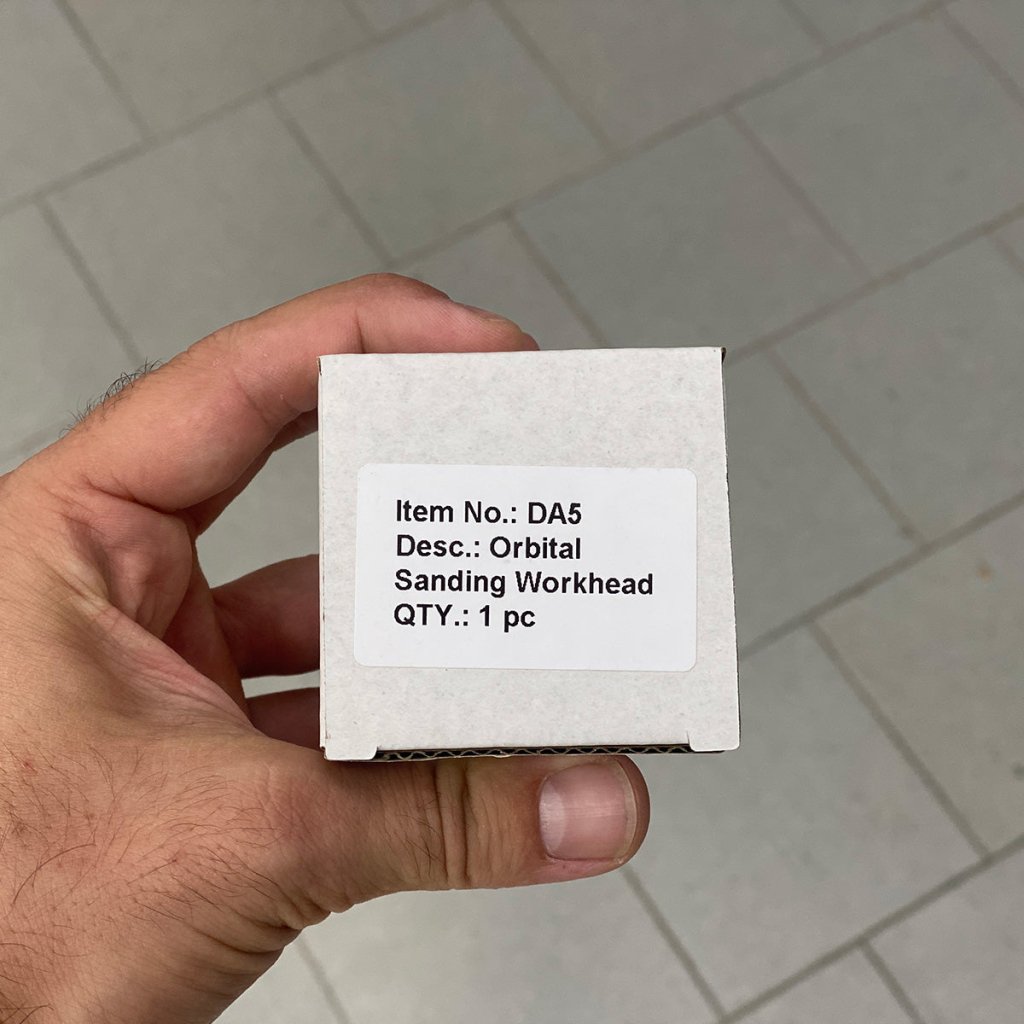 Item No.: DA5
Desc.: Orbital
Sanding Workhead
QTY.: 1 pc